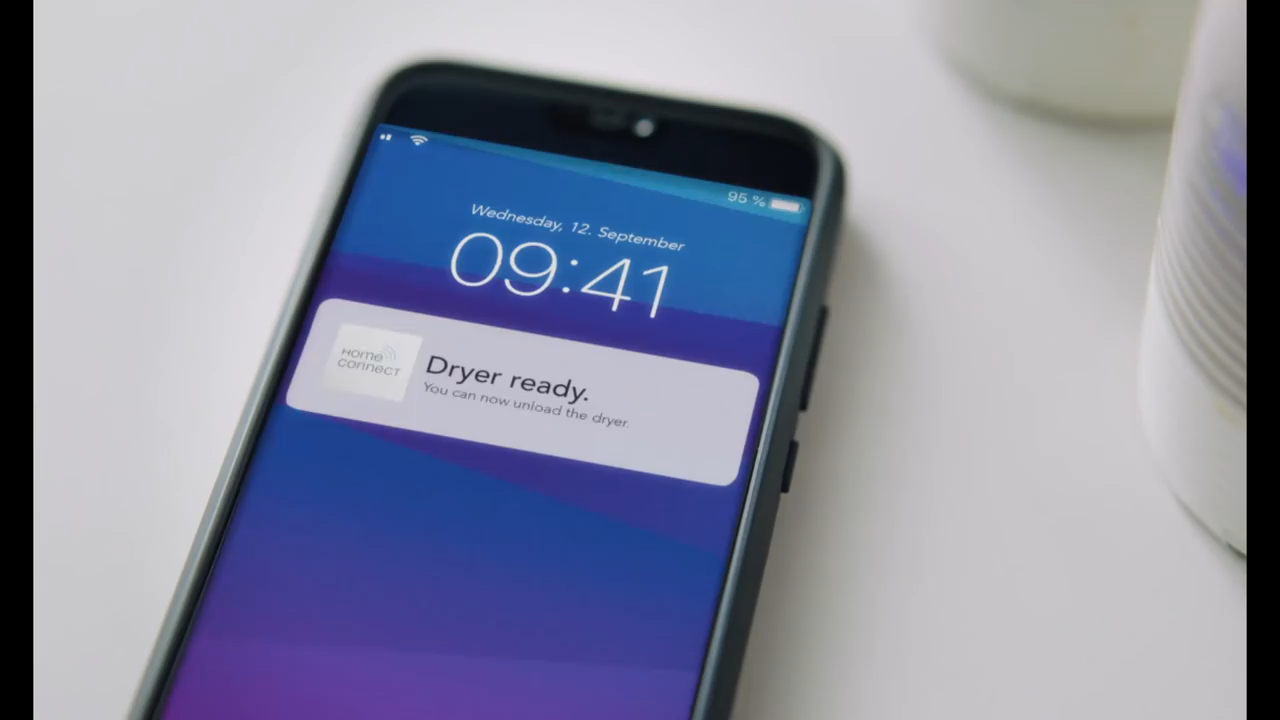 95 %
Wednesday, 12. September
09:41
HOME
CONNECT
Dryer ready.
You can now unload the dryer.